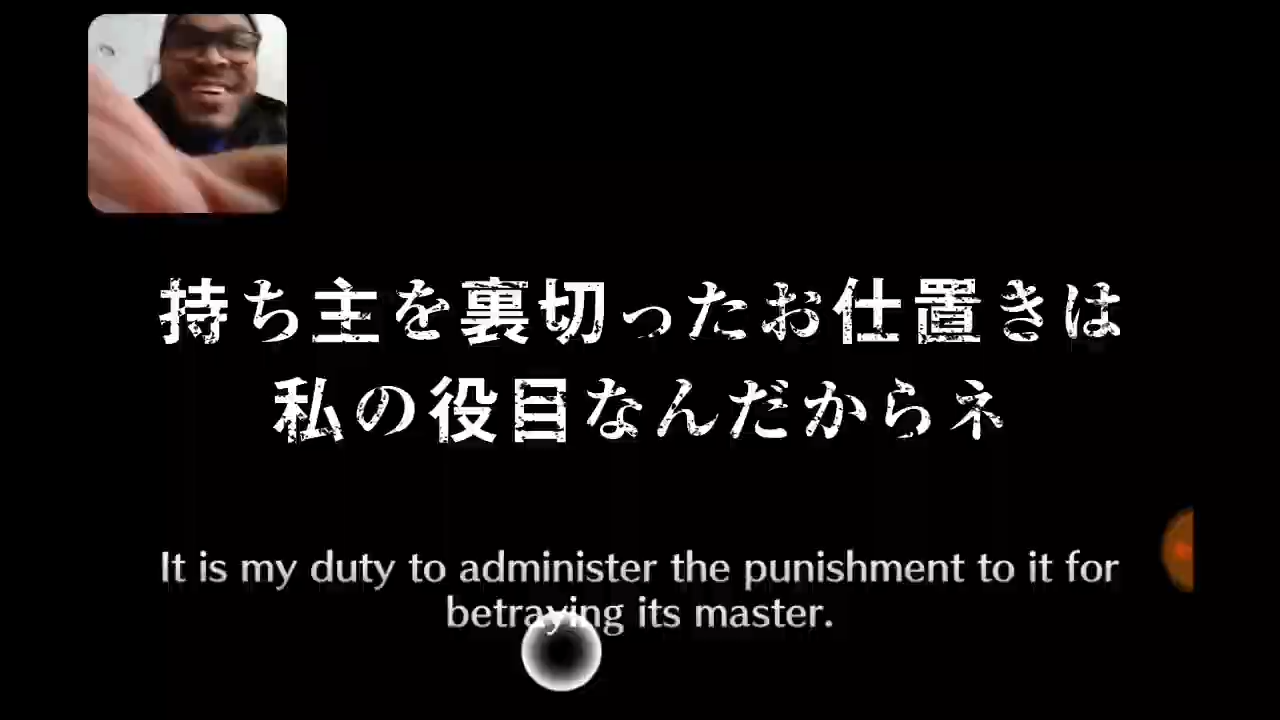 持ち主を裏切ったお仕置きは
私の役目なんだからネ
It is my duty to administer the punishment to it for
betraying its master.